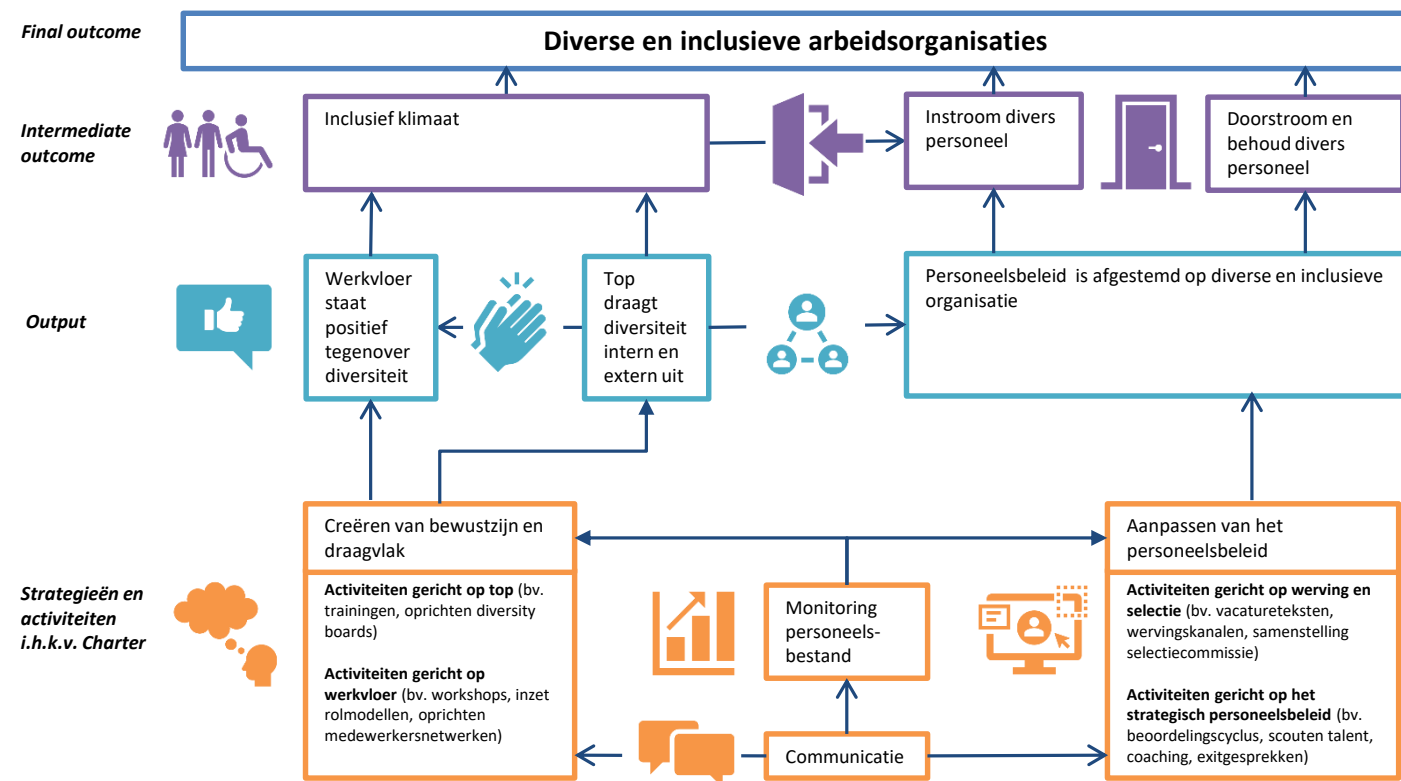 Final outcome
Diverse en inclusieve arbeidsorganisaties
Intermediate
outcome
Inclusief klimaat
Instroom divers
personeel
Doorstroom en
behoud divers
personeel
Output
Werkvloer
staat
positief
tegenover
diversiteit
Top
draagt
diversiteit
intern en
extern uit
Personeelsbeleid is afgestemd op diverse en inclusieve
organisatie
Strategieën en
activiteiten
i.h.k.v. Charter
Creëren van bewustzijn en
draagvlak
Activiteiten gericht op top (bv.
trainingen, oprichten diversity
boards)
Activiteiten gericht op
werkvloer (bv. workshops, inzet
rolmodellen, oprichten
medewerkersnetwerken)
Monitoring
personeels-
bestand
Communicatie
Aanpassen van het
personeelsbeleid
Activiteiten gericht op werving en
selectie (bv. vacatureteksten,
wervingskanalen, samenstelling
selectiecommissie)
Activiteiten gericht op het
strategisch personeelsbeleid (bv.
beoordelingscyclus, scouten talent,
coaching, exitgesprekken)